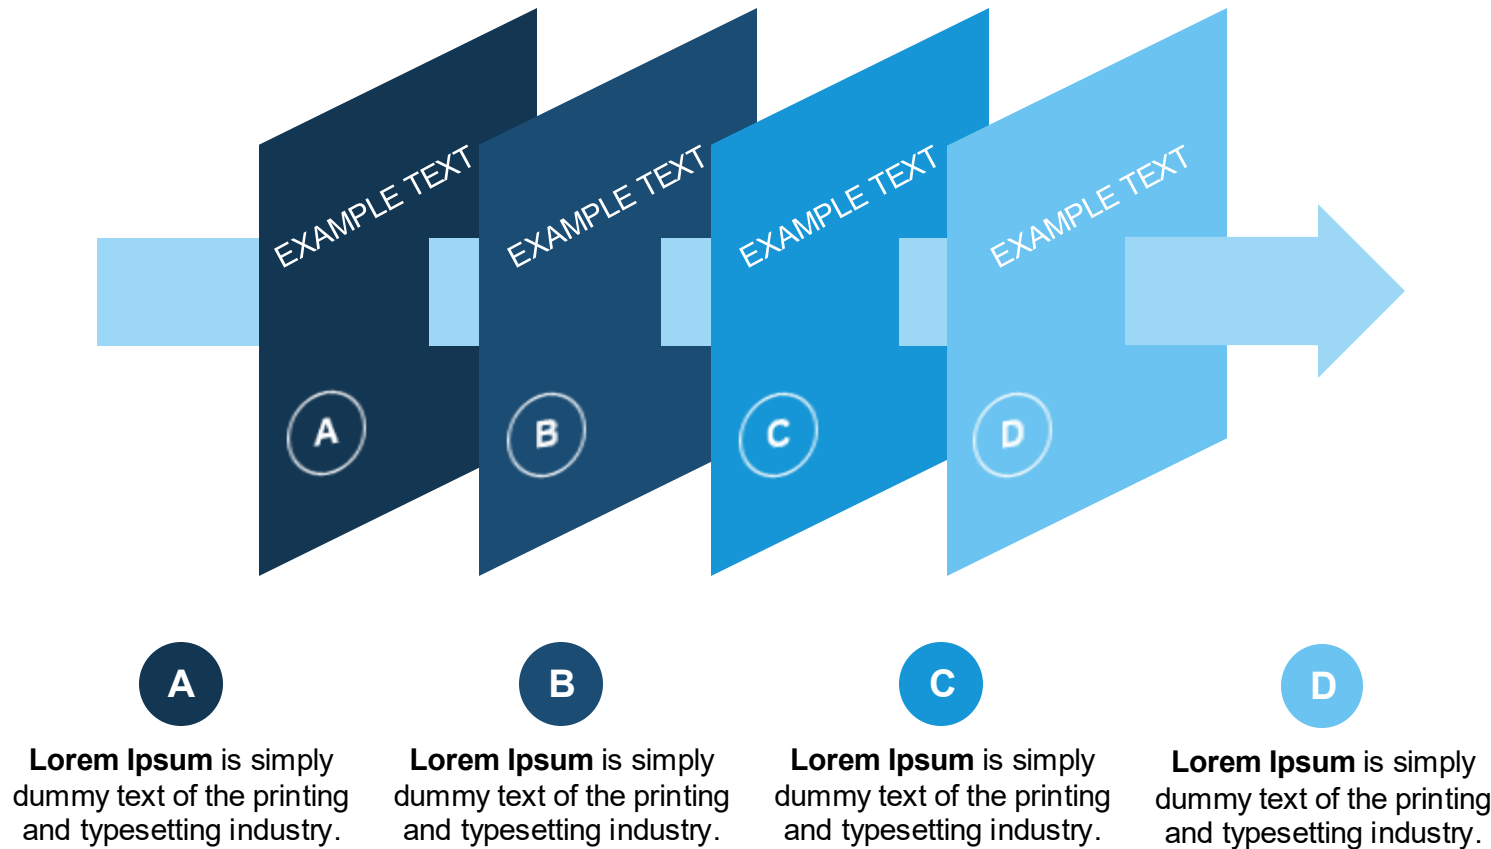 EXAMPLE TEXT
EXAMPLE TEXT
EXAMPLE TEXT
EXAMPLE TEXT
A
B
C
D
A
Lorem Ipsum is simply
dummy text of the printing
and typesetting industry.
B
Lorem Ipsum is simply
dummy text of the printing
and typesetting industry.
C
Lorem Ipsum is simply
dummy text of the printing
and typesetting industry.
D
Lorem Ipsum is simply
dummy text of the printing
and typesetting industry.